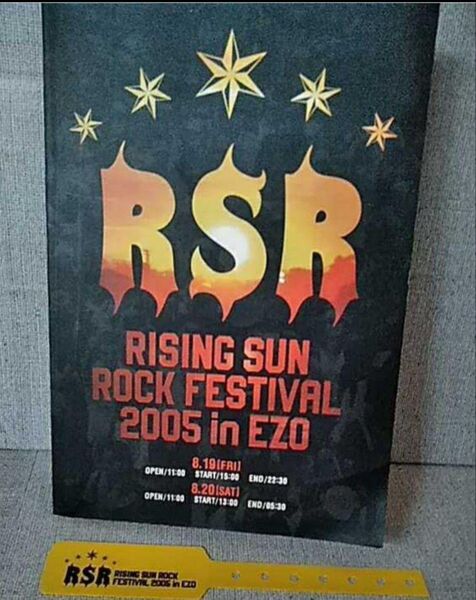 RSR
RISING SUN
ROCK FESTIVAL
2005 in EZO
8.19[FRI]
OPEN/11:00 START/15:00 END/22:30
8.20[SAT]
OPEN/11:00 START/13:00 END/05:30
RSR RISING SUN ROCK
FESTIVAL 2005 in EZO